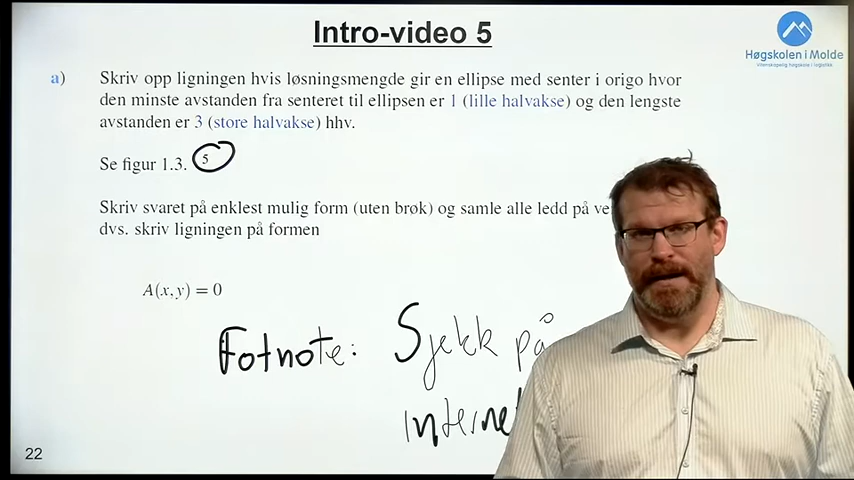 Intro-video 5
Høgskolen i Molde
Vitenskapelig høgskole i logistikk
a) Skriv opp ligningen hvis løsningsmengde gir en ellipse med senter i origo hvor
den minste avstanden fra senteret til ellipsen er 1 (lille halvakse) og den lengste
avstanden er 3 (store halvakse) hhv.
Se figur 1.3. 5
Skriv svaret på enklest mulig form (uten brøk) og samle alle ledd på
dvs. skriv ligningen på formen
A(x,y) = 0
Fotnote: Sjekk på
22